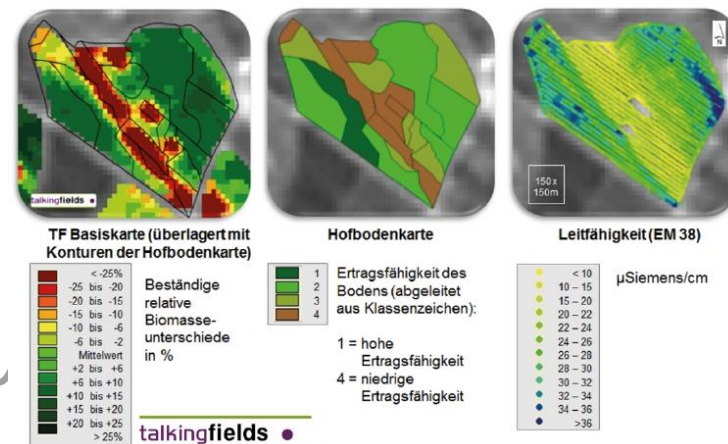 talkingfields
N
150 x
150m
TF Basiskarte (überlagert mit
Konturen der Hofbodenkarte)
< -25%
-25 bis -20
-20 bis -15
-15 bis -10
-10 bis -6
-6 bis -2
Mittelwert
+2 bis +6
+6 bis +10
+10 bis +15
+15 bis +20
+20 bis +25
> 25%
Beständige
relative
Biomasse-
unterschiede
in %
talkingfields
Hofbodenkarte
1
2
3
4
Ertragsfähigkeit des
Bodens (abgeleitet
aus Klassenzeichen):
1 = hohe
Ertragsfähigkeit
4 = niedrige
Ertragsfähigkeit
Leitfähigkeit (EM 38)
< 10
10 – 15
15 – 20
20 – 22
22 – 24
24 – 26
26 – 28
28 – 30
30 – 32
32 – 34
34 – 36
>36
µSiemens/cm